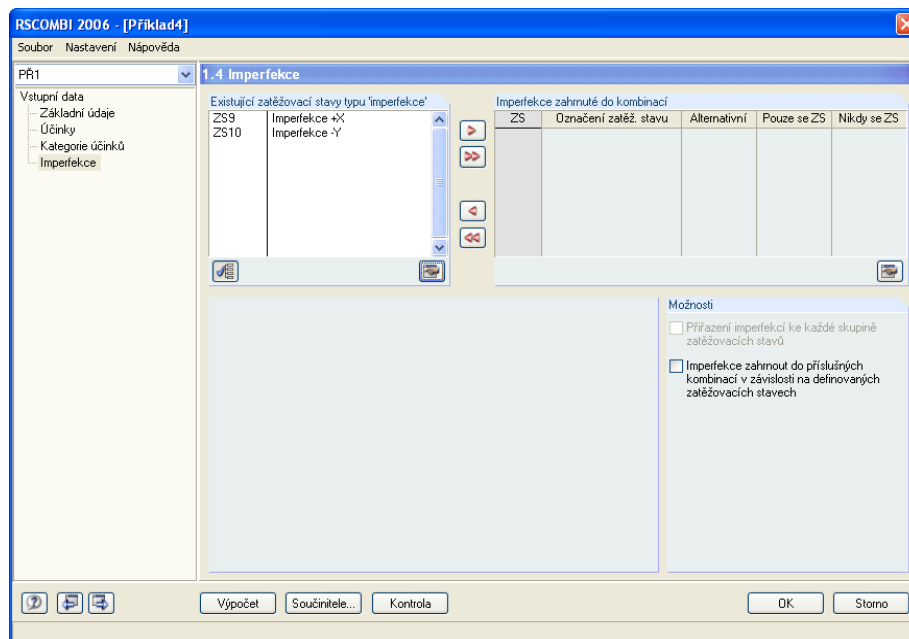 RSCOMBI 2006 - [Příklad4]
Soubor Nastavení Nápověda
PŘ1
1.4 Imperfekce
Vstupní data
Základní údaje
Účinky
Kategorie účinků
Imperfekce
Existující zatěžovací stavy typu 'imperfekce'
ZS9 Imperfekce +X
ZS10 Imperfekce -Y
Imperfekce zahrnuté do kombinací
ZS Označení zatěž. stavu Alternativní Pouze se ZS Nikdy se ZS
Možnosti
Přiřazení imperfekcí ke každé skupině
zatěžovacích stavů
Imperfekce zahrnout do příslušných
kombinací v závislosti na definovaných
zatěžovacích stavech
Výpočet Součinitele... Kontrola OK Storno